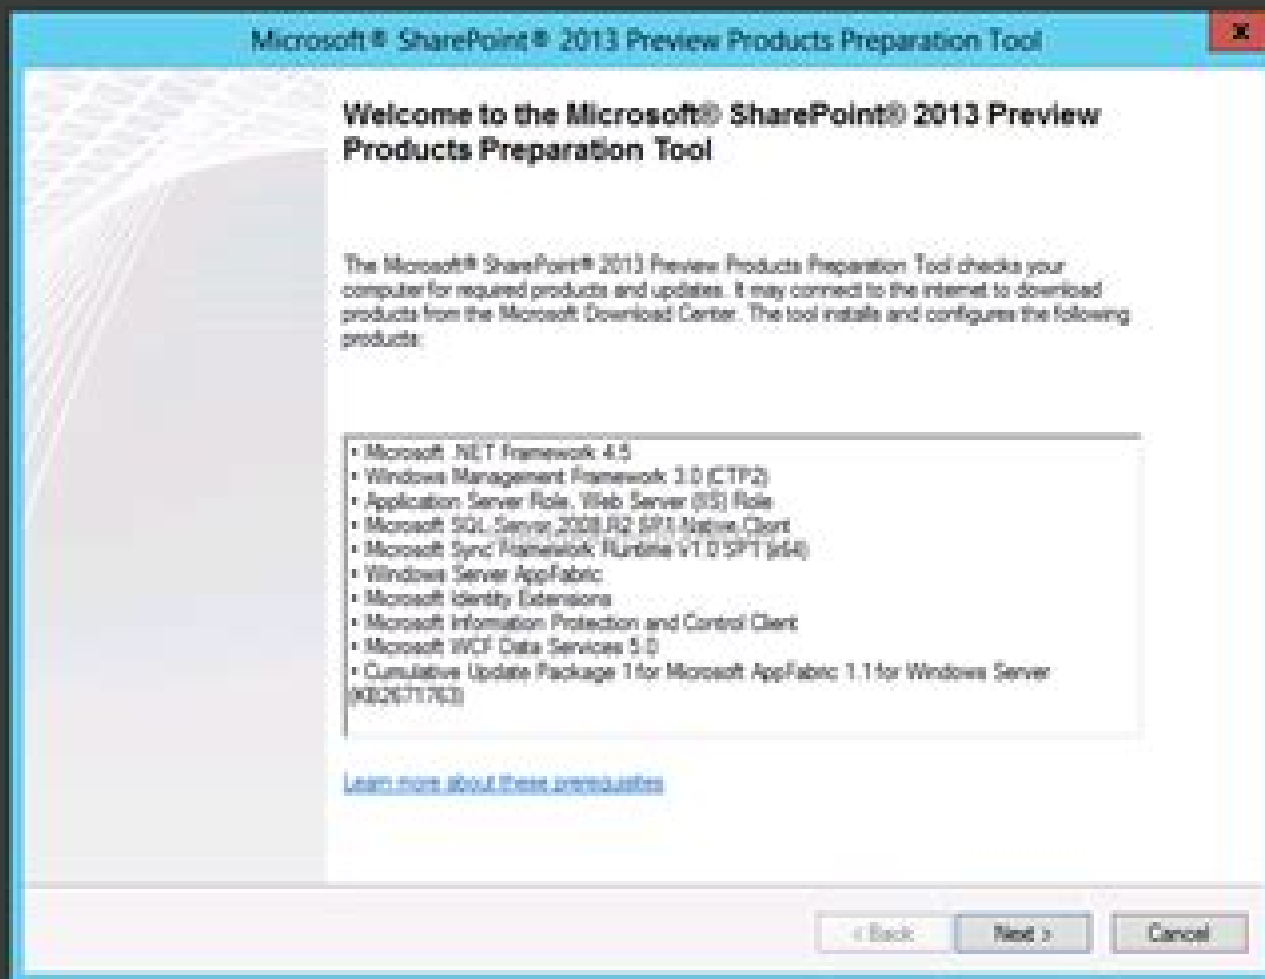 Microsoft® SharePoint® 2013 Preview Products Preparation Tool
x
Welcome to the Microsoft® SharePoint® 2013 Preview
Products Preparation Tool
The Microsoft® SharePoint® 2013 Preview Products Preparation Tool checks your
computer for required products and updates. It may connect to the internet to download
products from the Microsoft Download Center. The tool installs and configures the following
products:
• Microsoft .NET Framework 4.5
• Windows Management Framework 3.0 (CTP2)
• Application Server Role, Web Server (IIS) Role
• Microsoft SQL Server 2008 R2 SP1 Native Client
• Microsoft Sync Framework Runtime v1.0 SP1 (x64)
• Windows Server AppFabric
• Microsoft Identity Extensions
• Microsoft Information Protection and Control Client
• Microsoft WCF Data Services 5.0
• Cumulative Update Package 1 for Microsoft AppFabric 1.1 for Windows Server
(KB2671763)
Learn more about these prerequisites
< Back
Next >
Cancel